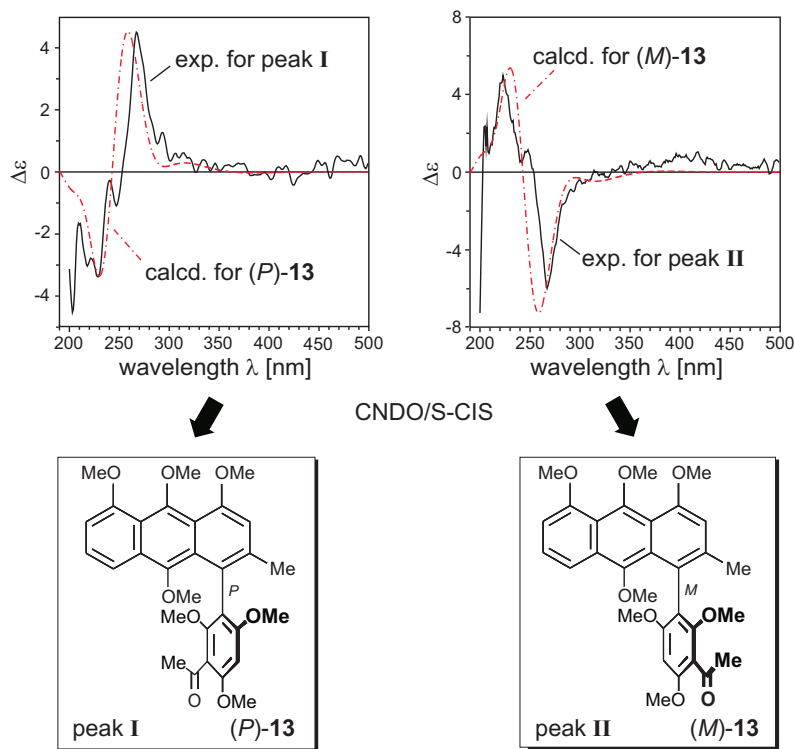 4
2
0
-2
-4
Δε
exp. for peak I
calcd. for (P)-13
200 250 300 350 400 450 500
wavelength λ [nm]
8
4
0
-4
-8
Δε
calcd. for (M)-13
exp. for peak II
200 250 300 350 400 450 500
wavelength λ [nm]
CNDO/S-CIS
MeO OMe OMe
Me
P
OMe
MeO OMe
Me
O
OMe
peak I (P)-13
MeO OMe OMe
Me
M
OMe
MeO OMe
Me
MeO
O
peak II (M)-13